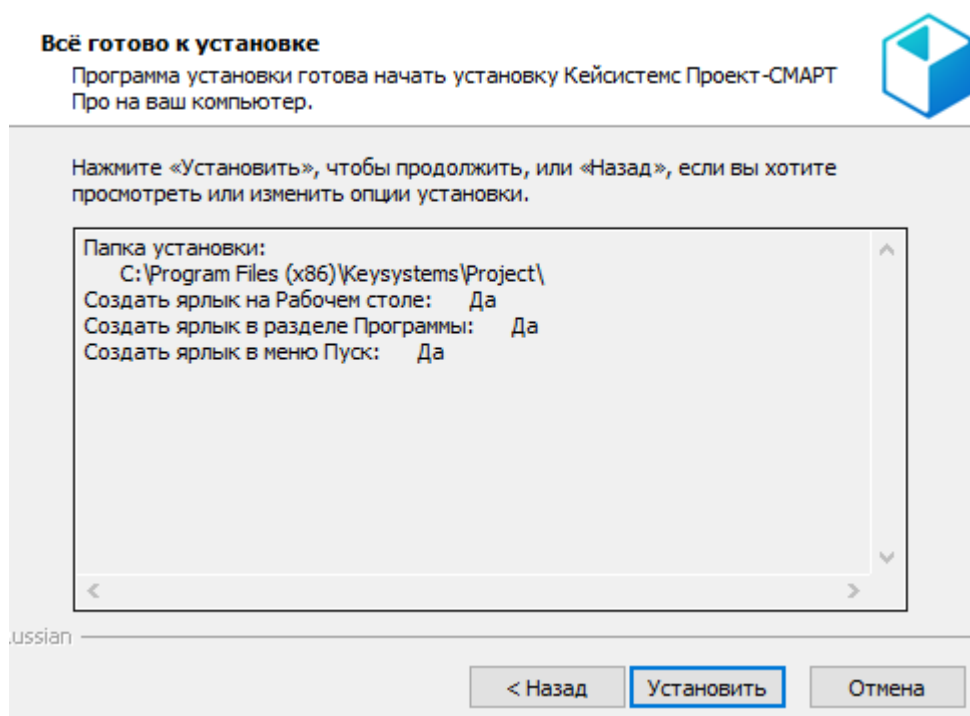 Всё готово к установке
Программа установки готова начать установку Кейсистемс Проект-СМАРТ
Про на ваш компьютер.
Нажмите «Установить», чтобы продолжить, или «Назад», если вы хотите
просмотреть или изменить опции установки.
Папка установки:
C:\Program Files (x86)\Keysystems\Project\
Создать ярлык на Рабочем столе: Да
Создать ярлык в разделе Программы: Да
Создать ярлык в меню Пуск: Да
ussian
< Назад Установить Отмена